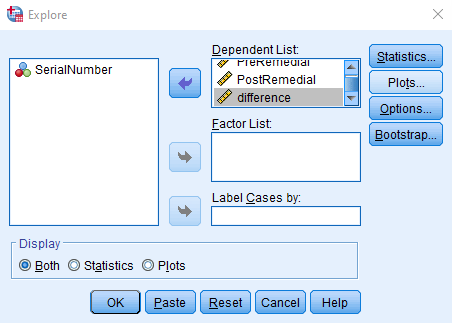 Explore
Dependent List:
SerialNumber
PreRemedial
PostRemedial
difference
Factor List:
Label Cases by:
Statistics...
Plots...
Options...
Bootstrap...
Display
Both Statistics Plots
OK Paste Reset Cancel Help